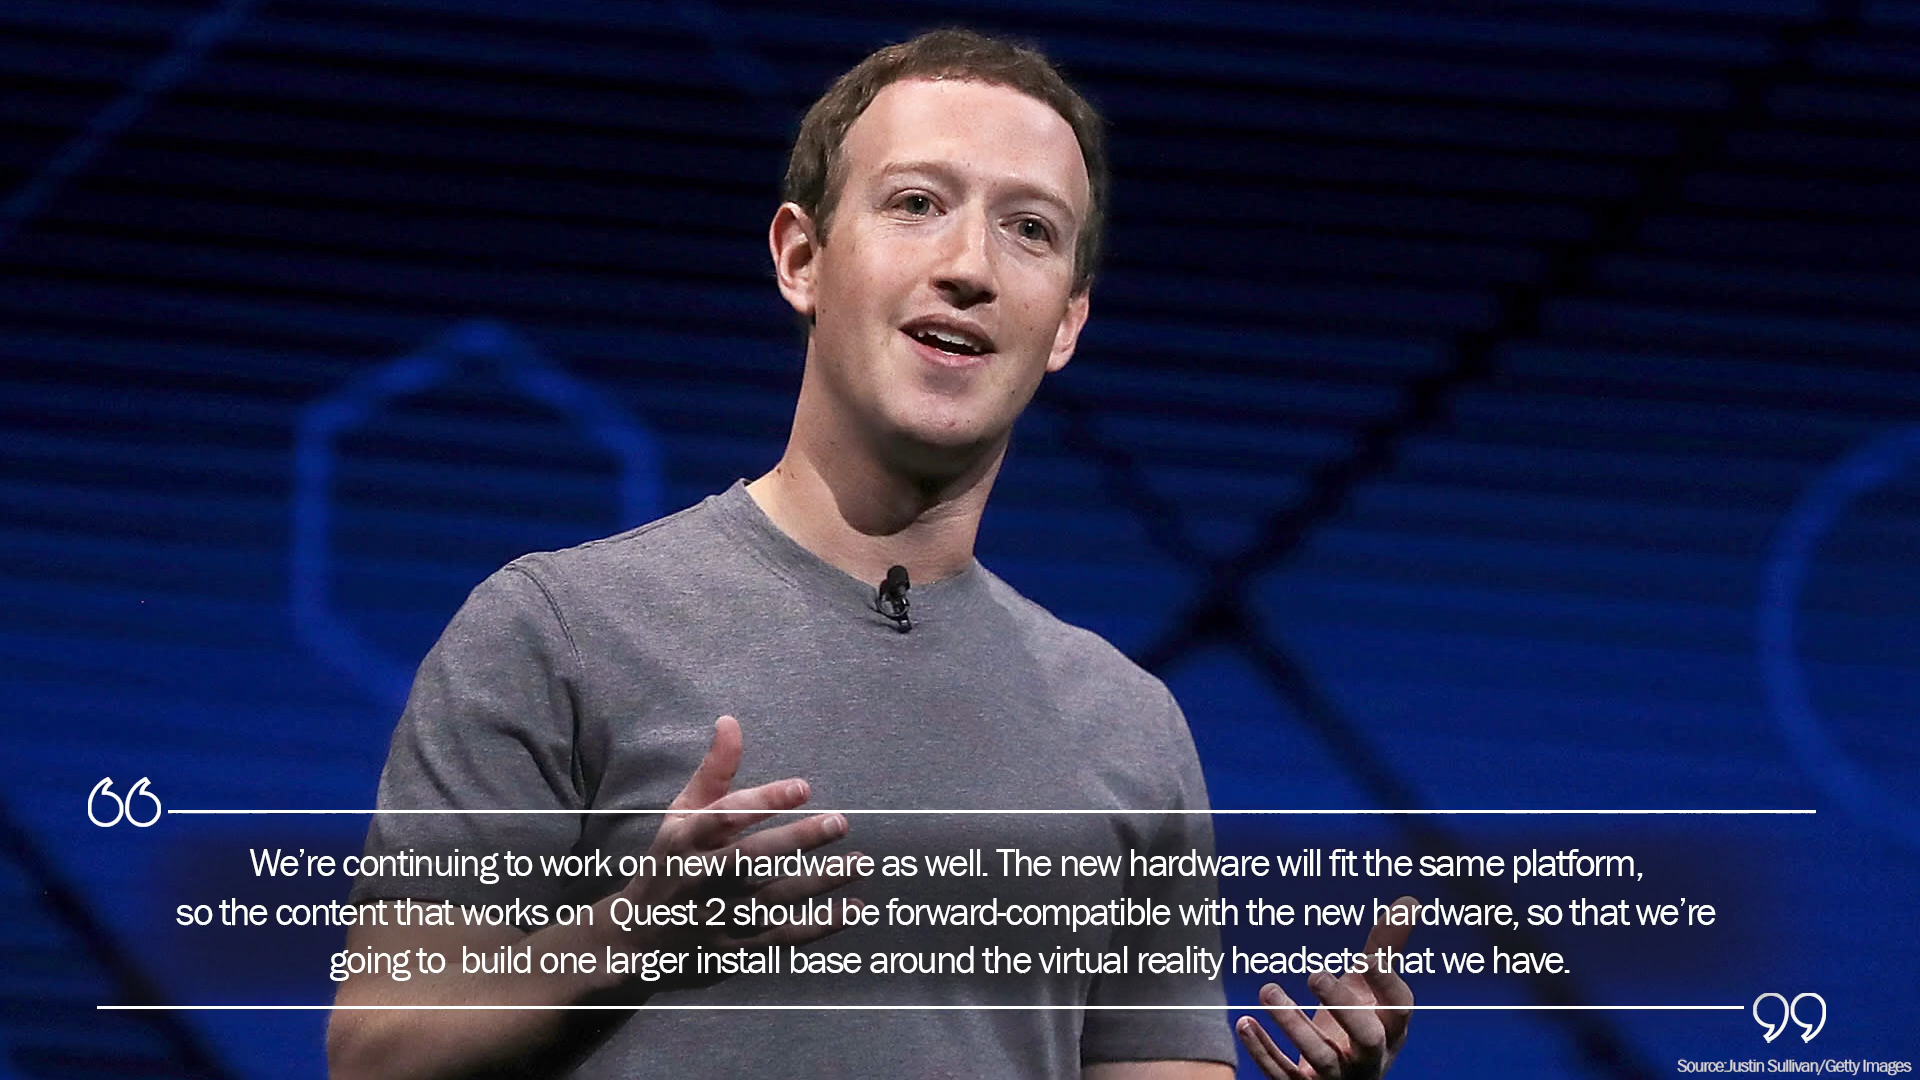 “
We’re continuing to work on new hardware as well. The new hardware will fit the same platform,
so the content that works on  Quest 2 should be forward-compatible with the new hardware, so that we’re
going to  build one larger install base around the virtual reality headsets that we have.
”
Source:Justin Sullivan/Getty Images